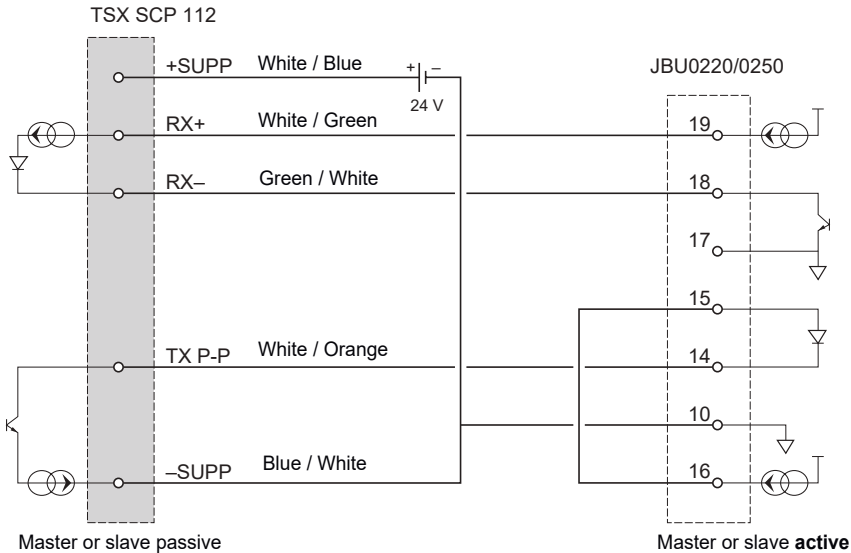 TSX SCP 112
+SUPP White / Blue + –
24 V
JBU0220/0250
RX+ White / Green 19
RX– Green / White 18
17
15
TX P-P White / Orange 14
10
–SUPP Blue / White 16
Master or slave passive Master or slave active